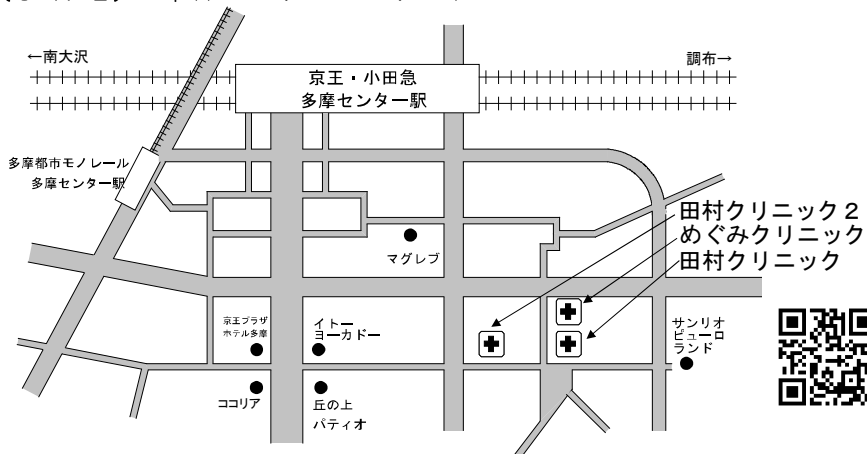 ←南大沢
調布→
京王・小田急
多摩センター駅
多摩都市モノレール
多摩センター駅
田村クリニック２
めぐみクリニック
田村クリニック
マグレブ
京王プラザ
ホテル多摩
イトー
ヨーカドー
サンリオ
ピューロ
ランド
ココリア
丘の上
パティオ